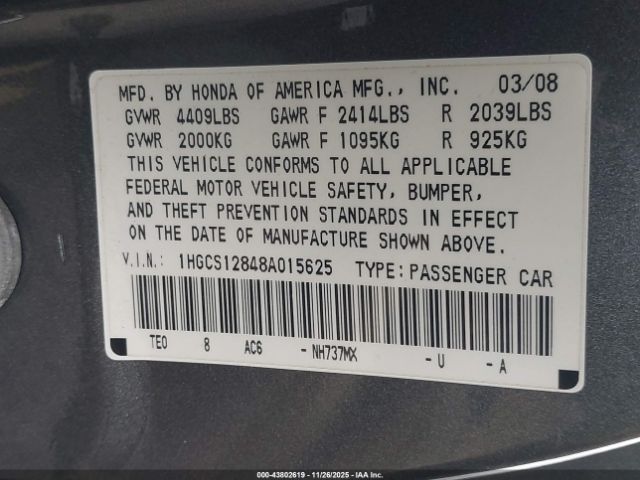 MFD. BY HONDA OF AMERICA MFG., INC. 03/08
GVWR 4409LBS GAWR F 2414LBS R 2039LBS
GVWR 2000KG GAWR F 1095KG R 925KG
THIS VEHICLE CONFORMS TO ALL APPLICABLE
FEDERAL MOTOR VEHICLE SAFETY, BUMPER,
AND THEFT PREVENTION STANDARDS IN EFFECT
ON THE DATE OF MANUFACTURE SHOWN ABOVE.
V.I.N.: 1HGCS12848A015625 TYPE: PASSENGER CAR
TE0 8 AC6 - NH737MX - U - A
000-43802619 - 11/26/2025 - IAA Inc.